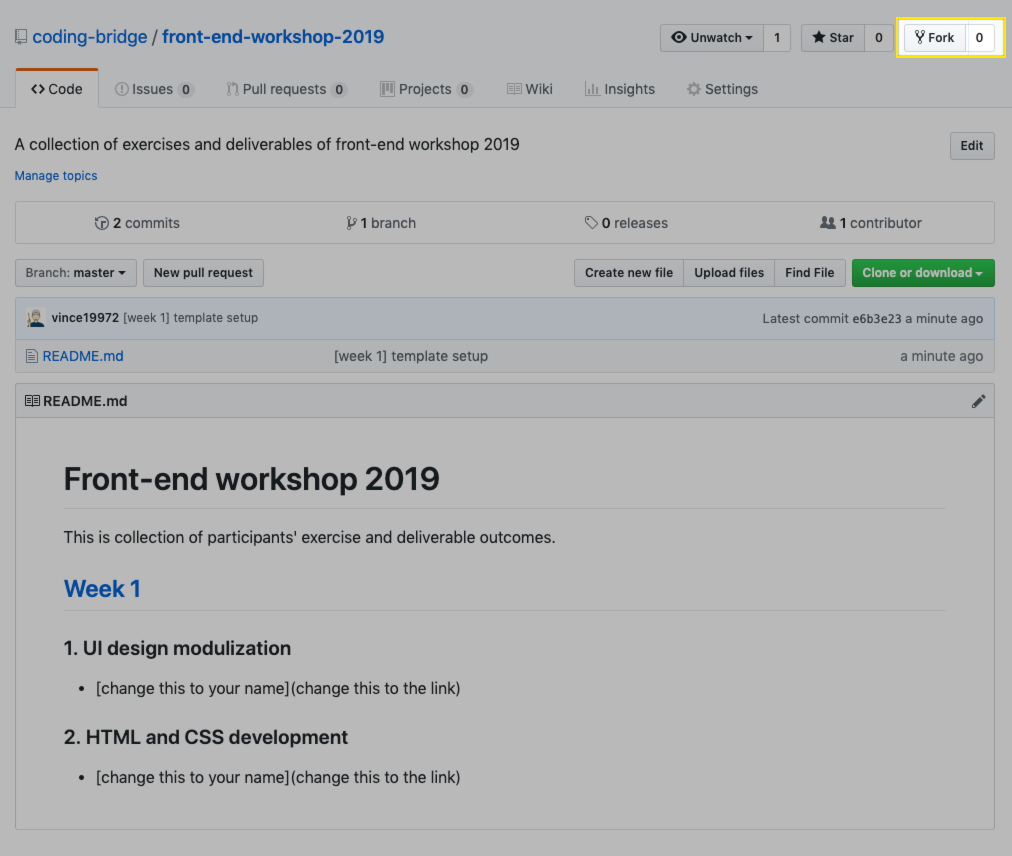 coding-bridge / front-end-workshop-2019
Unwatch 1 Star 0 Fork 0
Code Issues 0 Pull requests 0 Projects 0 Wiki Insights Settings
A collection of exercises and deliverables of front-end workshop 2019 Edit
Manage topics
2 commits 1 branch 0 releases 1 contributor
Branch: master New pull request Create new file Upload files Find File Clone or download
vince19972 [week 1] template setup Latest commit e6b3e23 a minute ago
README.md [week 1] template setup a minute ago
README.md
Front-end workshop 2019
This is collection of participants' exercise and deliverable outcomes.
Week 1
1. UI design modulization
• [change this to your name](change this to the link)
2. HTML and CSS development
• [change this to your name](change this to the link)